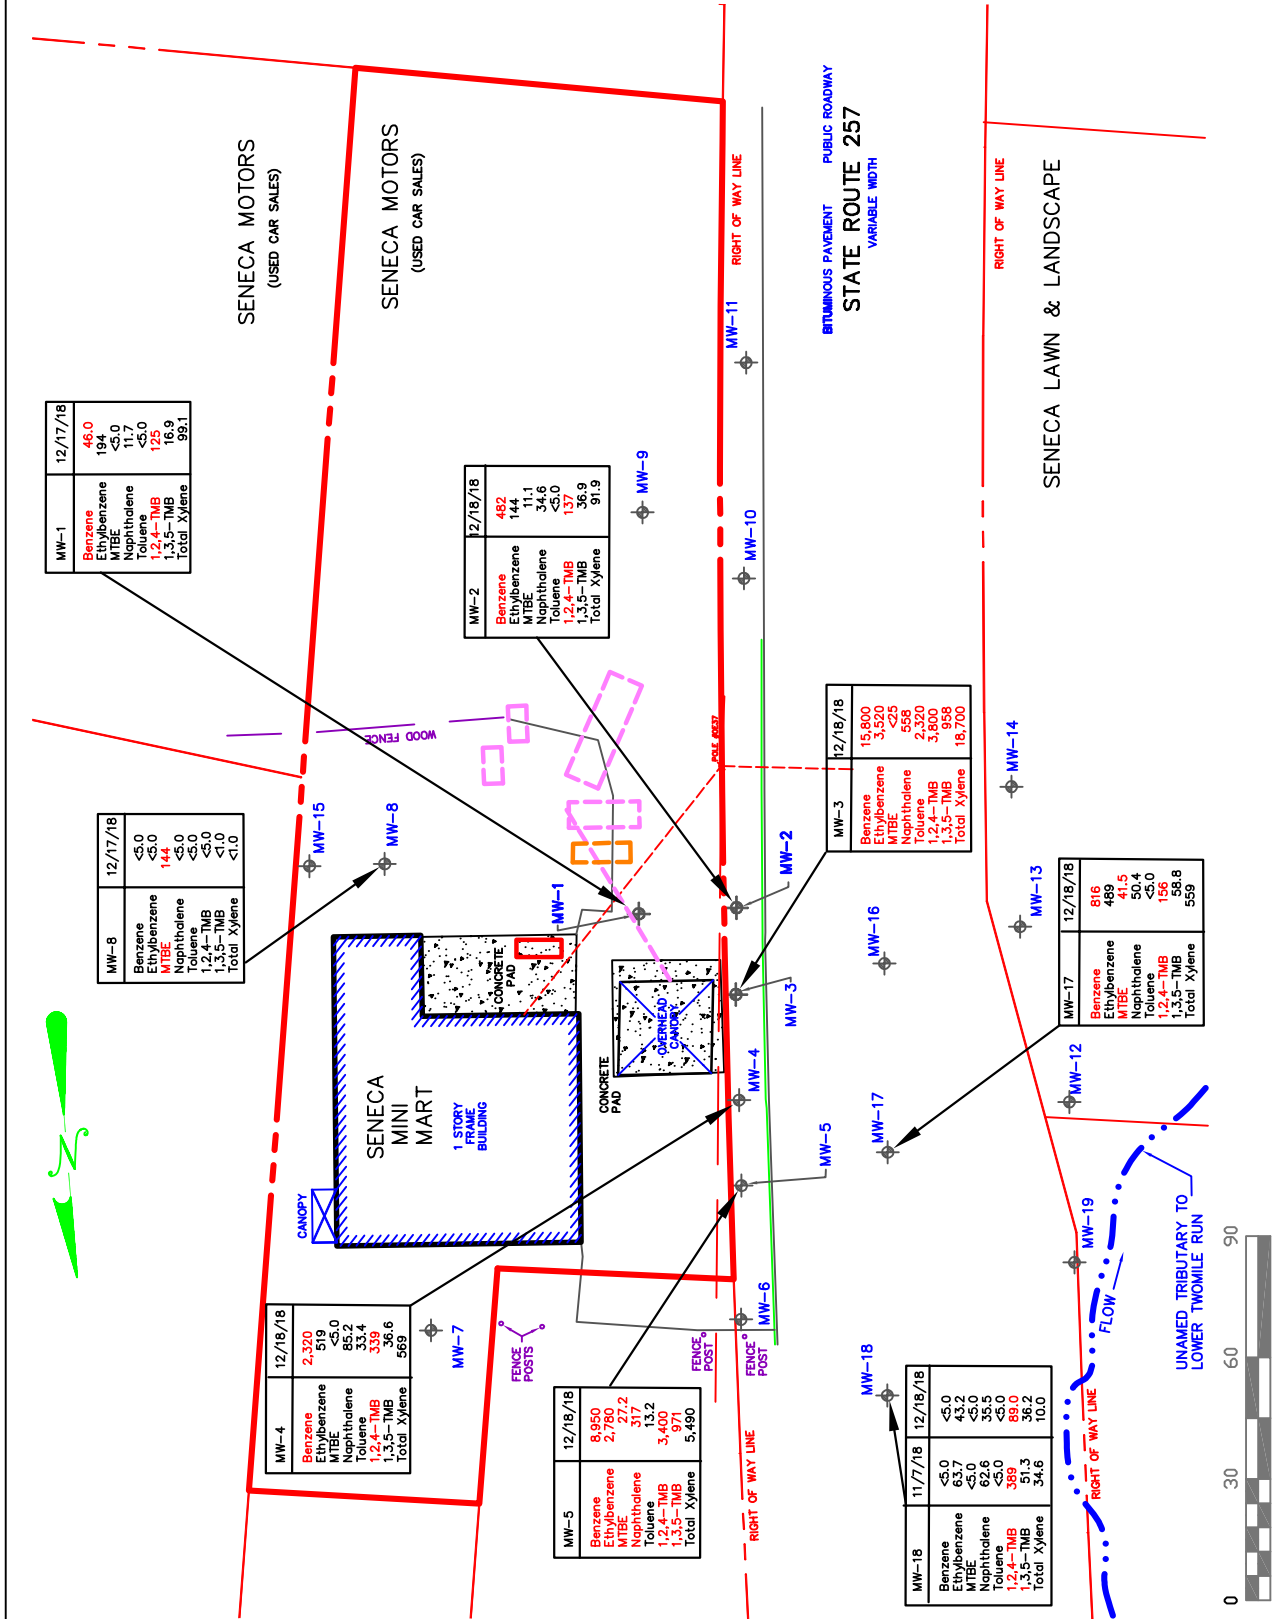 SENECA MOTORS
(USED CAR SALES)
SENECA MOTORS
(USED CAR SALES)
RIGHT OF WAY LINE
BITUMINOUS PAVEMENT PUBLIC ROADWAY
STATE ROUTE 257
VARIABLE WIDTH
RIGHT OF WAY LINE
SENECA LAWN & LANDSCAPE
MW-1 12/17/18
Benzene 46.0
Ethylbenzene 194
MTBE <5.0
Naphthalene 11.7
Toluene <5.0
1,2,4-TMB 125
1,3,5-TMB 16.9
Total Xylene 99.1
MW-2 12/18/18
Benzene 482
Ethylbenzene 144
MTBE 11.1
Naphthalene 34.6
Toluene <5.0
1,2,4-TMB 137
1,3,5-TMB 36.9
Total Xylene 91.9
MW-11
MW-9
MW-10
MW-3 12/18/18
Benzene 15,800
Ethylbenzene 3,520
MTBE <25
Naphthalene 558
Toluene 2,320
1,2,4-TMB 3,800
1,3,5-TMB 958
Total Xylene 18,700
WOOD FENCE
MW-14
MW-8 12/17/18
Benzene <5.0
Ethylbenzene <5.0
MTBE 144
Naphthalene <5.0
Toluene <5.0
1,2,4-TMB <5.0
1,3,5-TMB <1.0
Total Xylene <1.0
MW-15
MW-8
MW-1
MW-2
MW-16
MW-13
MW-17 12/18/18
Benzene 816
Ethylbenzene 489
MTBE 41.5
Naphthalene 50.4
Toluene <5.0
1,2,4-TMB 156
1,3,5-TMB 58.8
Total Xylene 559
N
SENECA
MINI
MART
1 STORY
FRAME
BUILDING
CONCRETE
PAD
CONCRETE
PAD
OVERHEAD
CANOPY
MW-3
MW-4
MW-5
MW-17
MW-12
CANOPY
MW-4 12/18/18
Benzene 2,320
Ethylbenzene 519
MTBE <5.0
Naphthalene 85.2
Toluene 33.4
1,2,4-TMB 339
1,3,5-TMB 36.6
Total Xylene 569
MW-7
FENCE
POSTS
FENCE
POST
FENCE
POST
MW-6
MW-18
MW-19
FLOW
UNAMED TRIBUTARY TO
LOWER TWOMILE RUN
MW-5 12/18/18
Benzene 8,950
Ethylbenzene 2,780
MTBE 27.2
Naphthalene 317
Toluene 13.2
1,2,4-TMB 3,400
1,3,5-TMB 971
Total Xylene 5,490
RIGHT OF WAY LINE
MW-18 11/7/18 12/18/18
Benzene <5.0 <5.0
Ethylbenzene 63.7 43.2
MTBE <5.0 <5.0
Naphthalene 62.6 35.5
Toluene <5.0 <5.0
1,2,4-TMB 389 89.0
1,3,5-TMB 51.3 36.2
Total Xylene 34.6 10.0
RIGHT OF WAY LINE
0 30 60 90